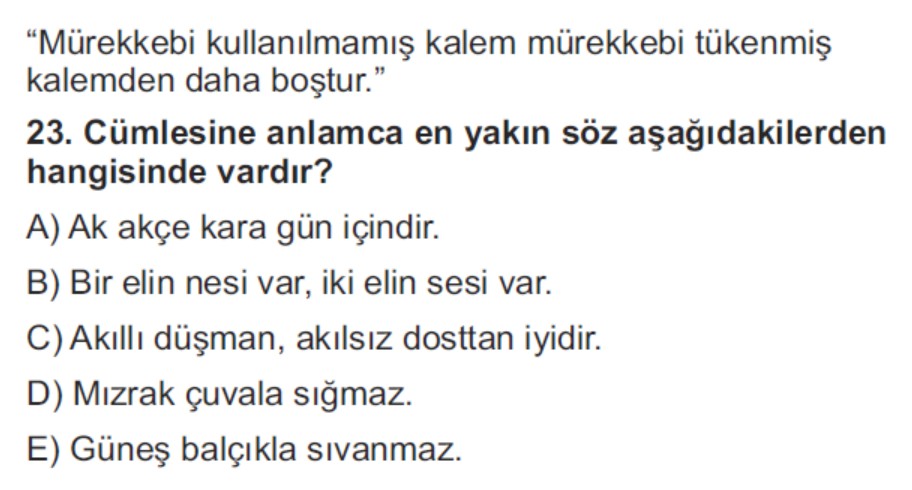 “Mürekkebi kullanılmamış kalem mürekkebi tükenmiş
kalemden daha boştur.”
23. Cümlesine anlamca en yakın söz aşağıdakilerden
hangisinde vardır?
A) Ak akçe kara gün içindir.
B) Bir elin nesi var, iki elin sesi var.
C) Akıllı düşman, akılsız dosttan iyidir.
D) Mızrak çuvala sığmaz.
E) Güneş balçıkla sıvanmaz.